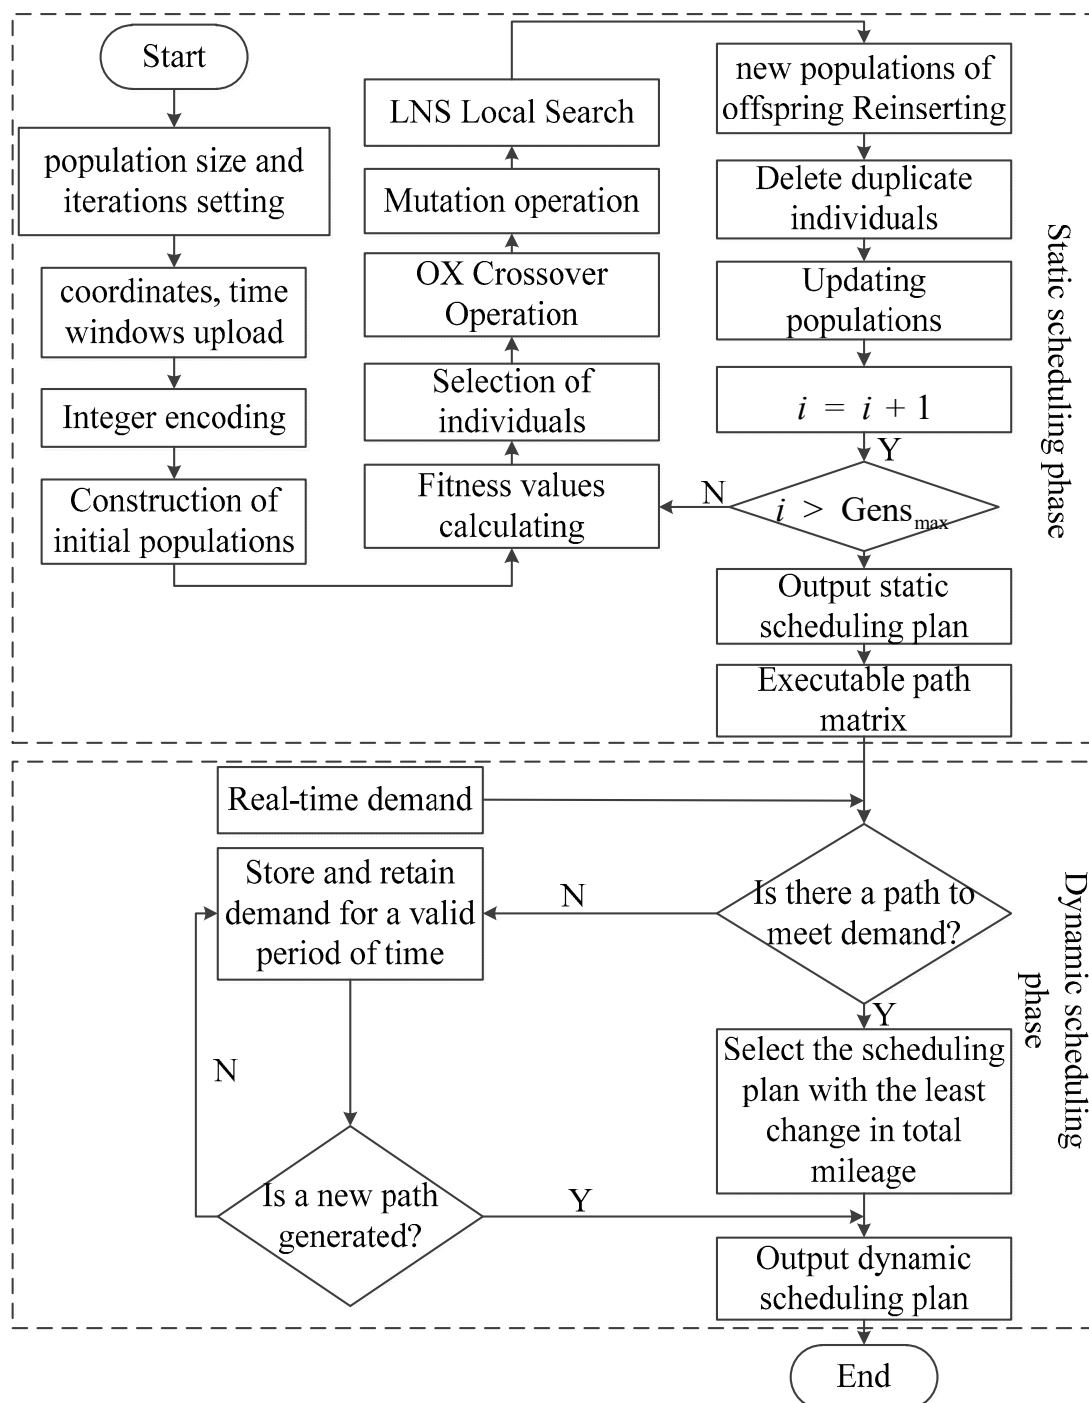 Start
population size and
iterations setting
coordinates, time
windows upload
Integer encoding
Construction of
initial populations
LNS Local Search
Mutation operation
OX Crossover
Operation
Selection of
individuals
Fitness values
calculating
new populations of
offspring Reinserting
Delete duplicate
individuals
Updating
populations
i = i + 1
Y
N
i > Gensmax
Output static
scheduling plan
Executable path
matrix
Static scheduling phase
Real-time demand
Store and retain
demand for a valid
period of time
N
Is there a path to
meet demand?
Y
Select the scheduling
plan with the least
change in total
mileage
N
Is a new path
generated?
Y
Output dynamic
scheduling plan
Dynamic scheduling
phase
End